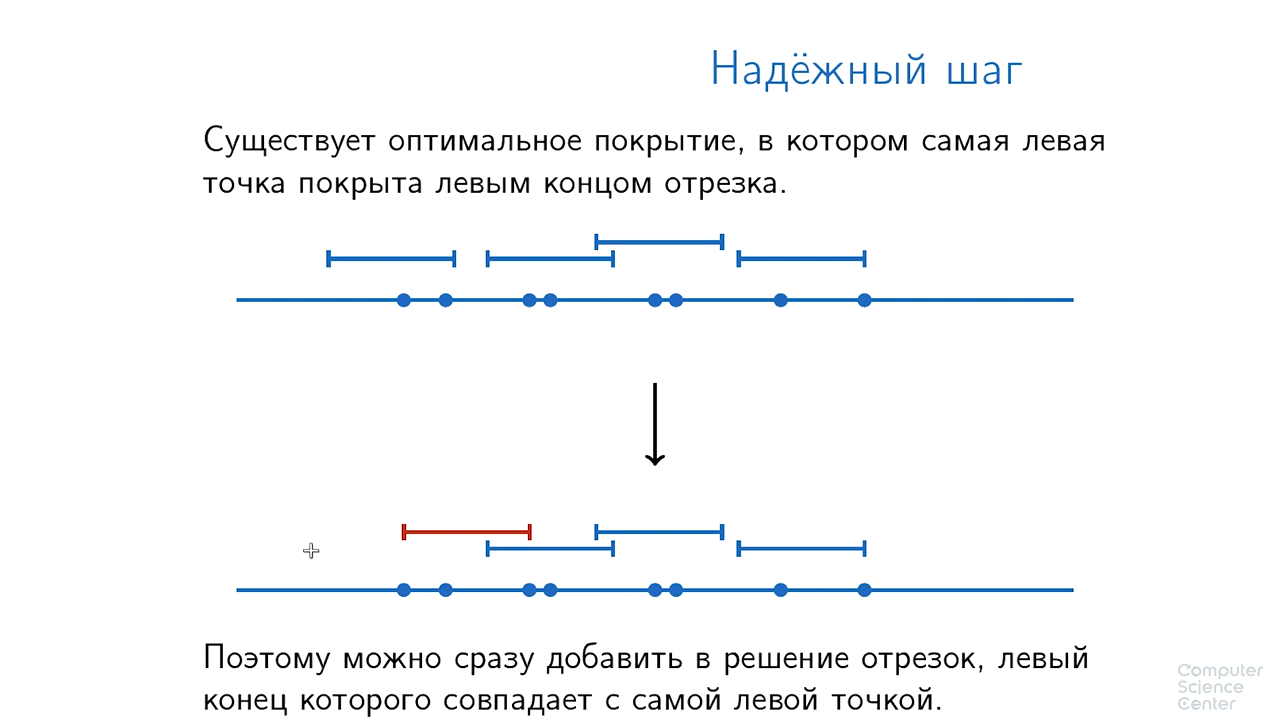 Надёжный шаг
Существует оптимальное покрытие, в котором самая левая
точка покрыта левым концом отрезка.
Поэтому можно сразу добавить в решение отрезок, левый
конец которого совпадает с самой левой точкой.
Computer
Science
Center